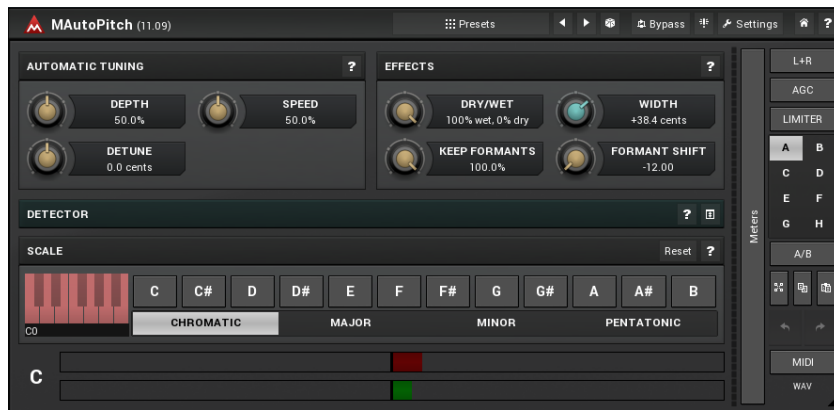 MAutoPitch (11.09) Presets Bypass Settings ?
AUTOMATIC TUNING ?
DEPTH
50.0%
SPEED
50.0%
DETUNE
0.0 cents
EFFECTS ?
DRY/WET
100% wet, 0% dry
WIDTH
+38.4 cents
KEEP FORMANTS
100.0%
FORMANT SHIFT
-12.00
DETECTOR ?
SCALE Reset ?
C0
C C# D D# E F F# G G# A A# B
CHROMATIC MAJOR MINOR PENTATONIC
C
Meters
L+R
AGC
LIMITER
A B
C D
E F
G H
A/B
MIDI
WAV